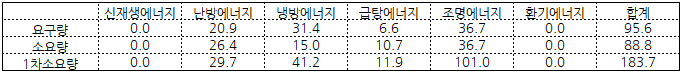 신재생에너지 난방에너지 냉방에너지 급탕에너지 조명에너지 환기에너지 합계
요구량 0.0 20.9 31.4 6.6 36.7 0.0 95.6
소요량 0.0 26.4 15.0 10.7 36.7 0.0 88.8
1차소요량 0.0 29.7 41.2 11.9 101.0 0.0 183.7